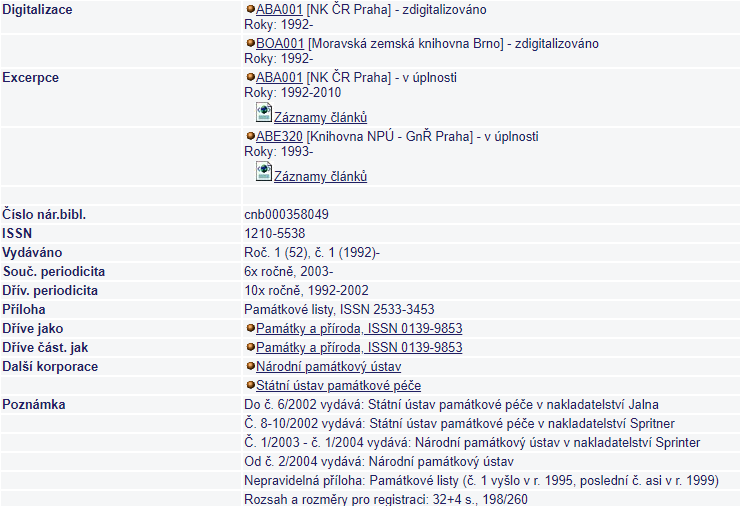 Digitalizace ABA001 [NK ČR Praha] - zdigitalizováno
Roky: 1992-
BOA001 [Moravská zemská knihovna Brno] - zdigitalizováno
Roky: 1992-
Excerpce ABA001 [NK ČR Praha] - v úplnosti
Roky: 1992-2010
Záznamy článků
ABE320 [Knihovna NPÚ - GnŘ Praha] - v úplnosti
Roky: 1993-
Záznamy článků
Číslo nár.bibl. cnb000358049
ISSN 1210-5538
Vydáváno Roč. 1 (52), č. 1 (1992)-
Souč. periodicita 6x ročně, 2003-
Dřív. periodicita 10x ročně, 1992-2002
Příloha Památkové listy, ISSN 2533-3453
Dříve jako Památky a příroda, ISSN 0139-9853
Dříve část. jak Památky a příroda, ISSN 0139-9853
Další korporace Národní památkový ústav
Státní ústav památkové péče
Poznámka Do č. 6/2002 vydává: Státní ústav památkové péče v nakladatelství Jalna
Č. 8-10/2002 vydává: Státní ústav památkové péče v nakladatelství Spritner
Č. 1/2003 - č. 1/2004 vydává: Národní památkový ústav v nakladatelství Sprinter
Od č. 2/2004 vydává: Národní památkový ústav
Nepravidelná příloha: Památkové listy (č. 1 vyšlo v r. 1995, poslední č. asi v r. 1999)
Rozsah a rozměry pro registraci: 32+4 s., 198/260